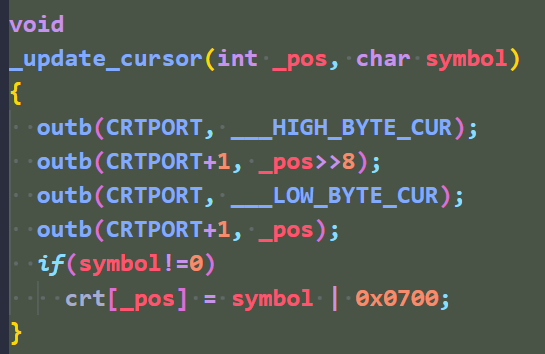 void
_update_cursor(int _pos, char symbol)
{
  outb(CRTPORT, ___HIGH_BYTE_CUR);
  outb(CRTPORT+1, _pos>>8);
  outb(CRTPORT, ___LOW_BYTE_CUR);
  outb(CRTPORT+1, _pos);
  if(symbol!=0)
    crt[_pos] = symbol | 0x0700;
}